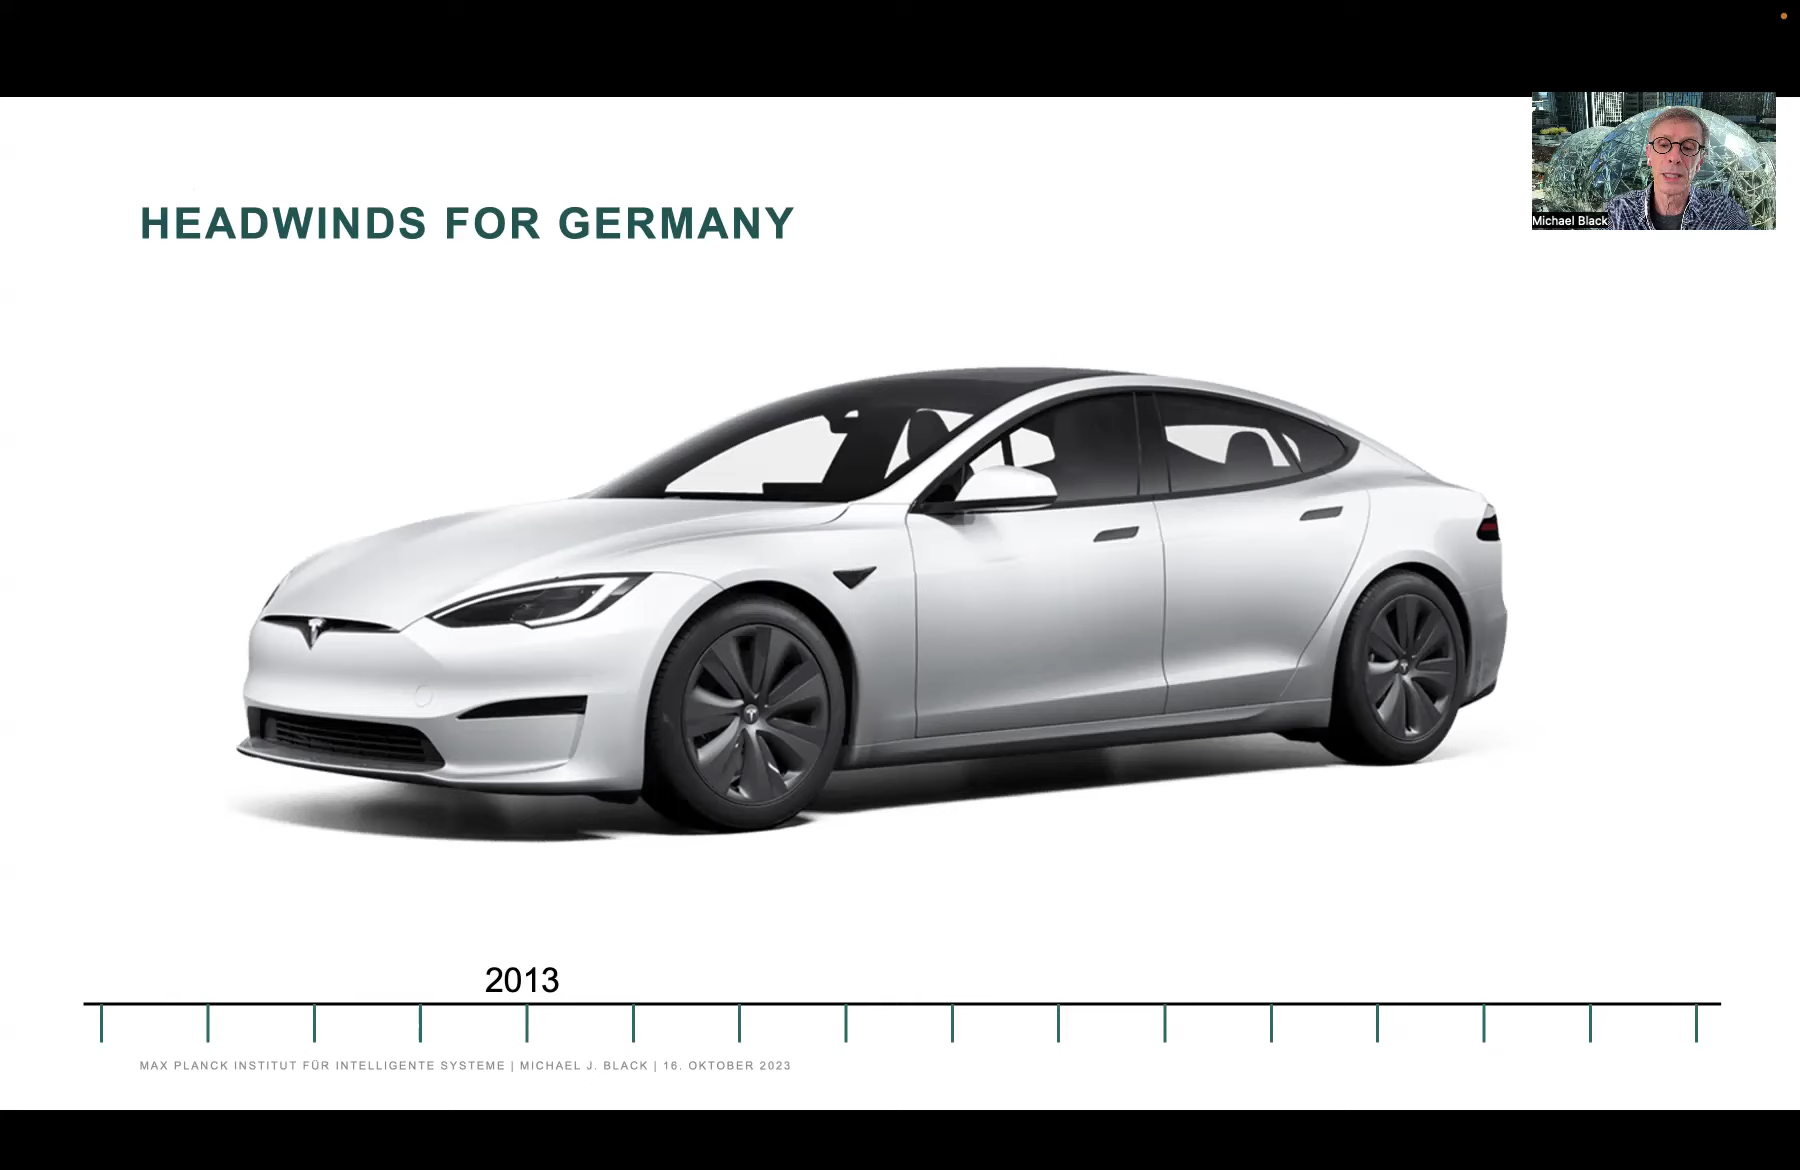 Michael Black
HEADWINDS FOR GERMANY
2013
MAX PLANCK INSTITUT FÜR INTELLIGENTE SYSTEME | MICHAEL J. BLACK | 16. OKTOBER 2023